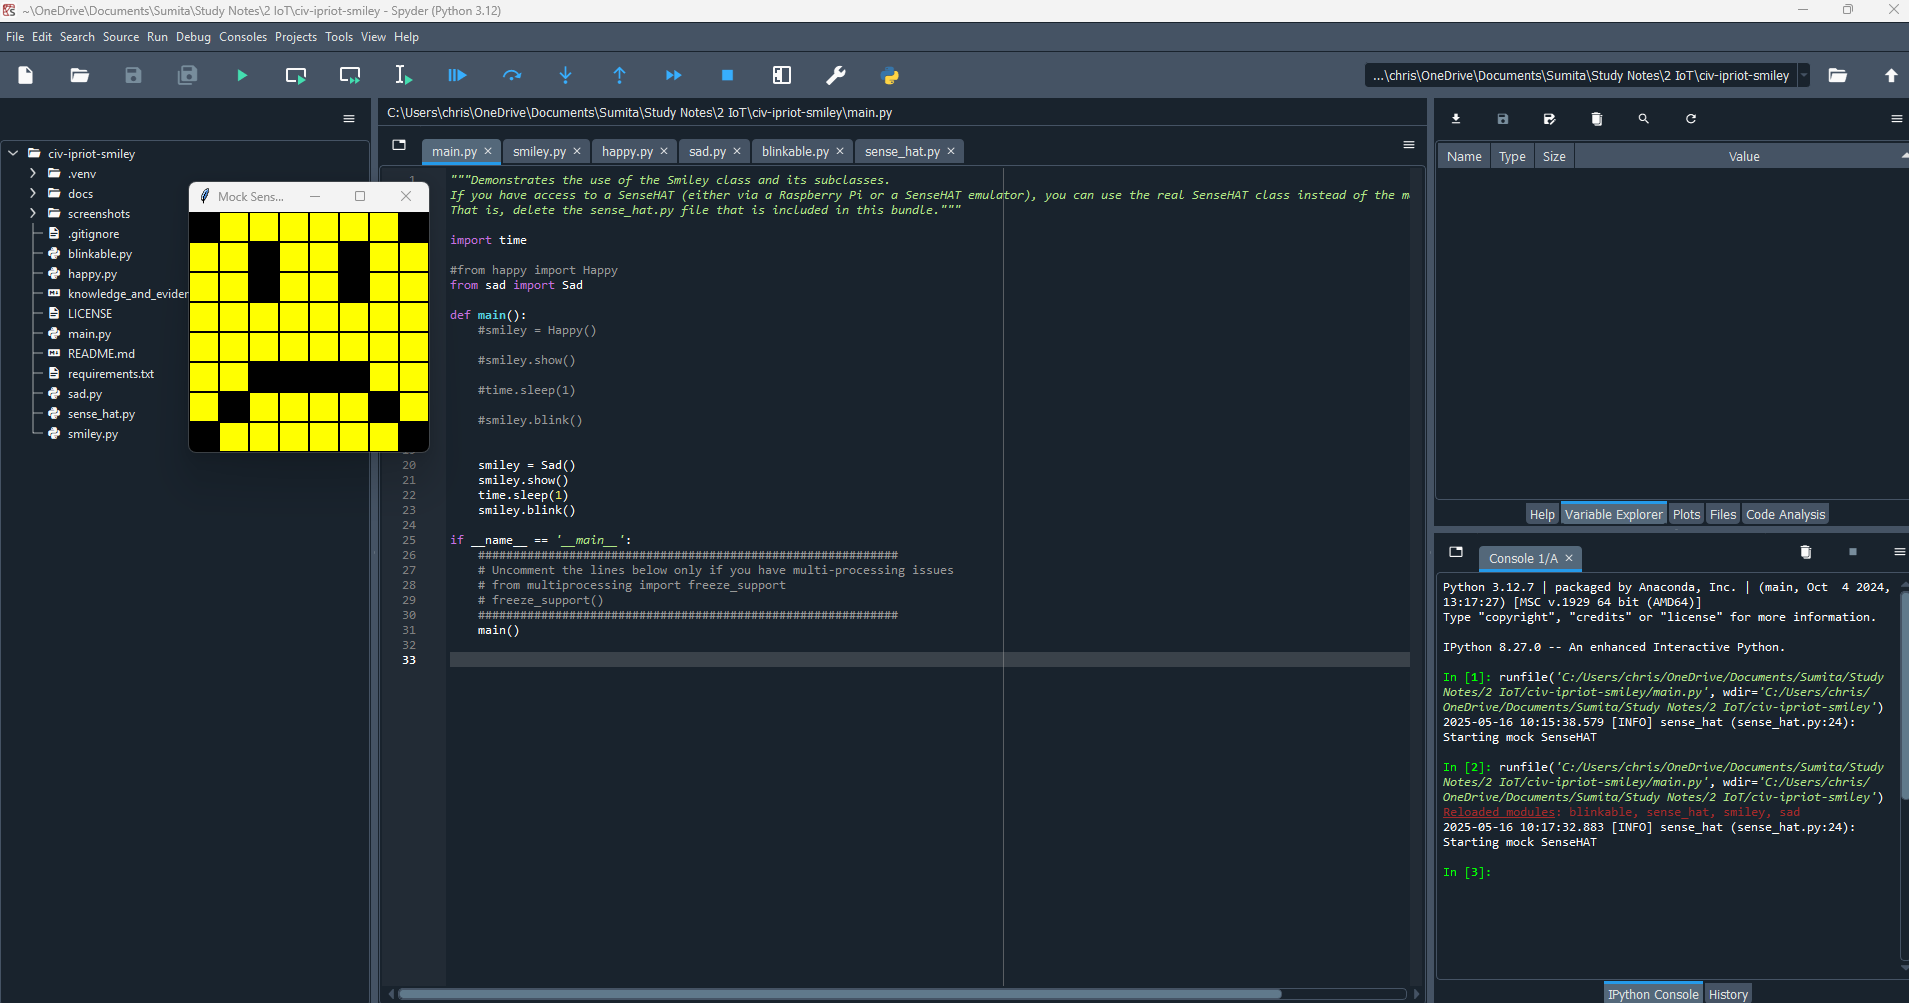 ~\OneDrive\Documents\Sumita\Study Notes\2 IoT\civ-ipriot-smiley - Spyder (Python 3.12)
File Edit Search Source Run Debug Consoles Projects Tools View Help
...\chris\OneDrive\Documents\Sumita\Study Notes\2 IoT\civ-ipriot-smiley
civ-ipriot-smiley
.venv
docs
screenshots
.gitignore
blinkable.py
happy.py
knowledge_and_eviden
LICENSE
main.py
README.md
requirements.txt
sad.py
sense_hat.py
smiley.py
Mock Sens...
C:\Users\chris\OneDrive\Documents\Sumita\Study Notes\2 IoT\civ-ipriot-smiley\main.py
main.py smiley.py happy.py sad.py blinkable.py sense_hat.py
1 """Demonstrates the use of the Smiley class and its subclasses.
If you have access to a SenseHAT (either via a Raspberry Pi or a SenseHAT emulator), you can use the real SenseHAT class instead of the m
That is, delete the sense_hat.py file that is included in this bundle."""
import time
#from happy import Happy
from sad import Sad
def main():
#smiley = Happy()
#smiley.show()
#time.sleep(1)
#smiley.blink()
20 smiley = Sad()
21 smiley.show()
22 time.sleep(1)
23 smiley.blink()
24
25 if __name__ == '__main__':
26 ############################################################
27 # Uncomment the lines below only if you have multi-processing issues
28 # from multiprocessing import freeze_support
29 # freeze_support()
30 ############################################################
31 main()
32
33
Name Type Size Value
Help Variable Explorer Plots Files Code Analysis
Console 1/A
Python 3.12.7 | packaged by Anaconda, Inc. | (main, Oct  4 2024,
13:17:27) [MSC v.1929 64 bit (AMD64)]
Type "copyright", "credits" or "license" for more information.
IPython 8.27.0 -- An enhanced Interactive Python.
In [1]: runfile('C:/Users/chris/OneDrive/Documents/Sumita/Study
Notes/2 IoT/civ-ipriot-smiley/main.py', wdir='C:/Users/chris/
OneDrive/Documents/Sumita/Study Notes/2 IoT/civ-ipriot-smiley')
2025-05-16 10:15:38.579 [INFO] sense_hat (sense_hat.py:24):
Starting mock SenseHAT
In [2]: runfile('C:/Users/chris/OneDrive/Documents/Sumita/Study
Notes/2 IoT/civ-ipriot-smiley/main.py', wdir='C:/Users/chris/
OneDrive/Documents/Sumita/Study Notes/2 IoT/civ-ipriot-smiley')
Reloaded modules: blinkable, sense_hat, smiley, sad
2025-05-16 10:17:32.883 [INFO] sense_hat (sense_hat.py:24):
Starting mock SenseHAT
In [3]:
IPython Console History